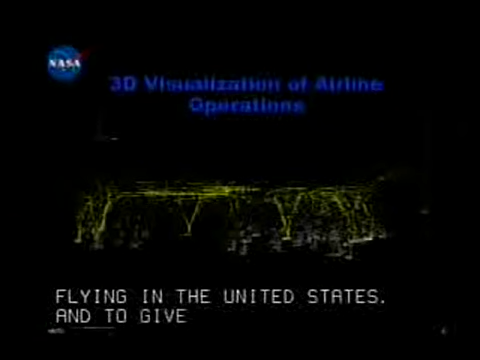 NASA
3D Visualization of Airline
Operations
FLYING IN THE UNITED STATES.
AND TO GIVE